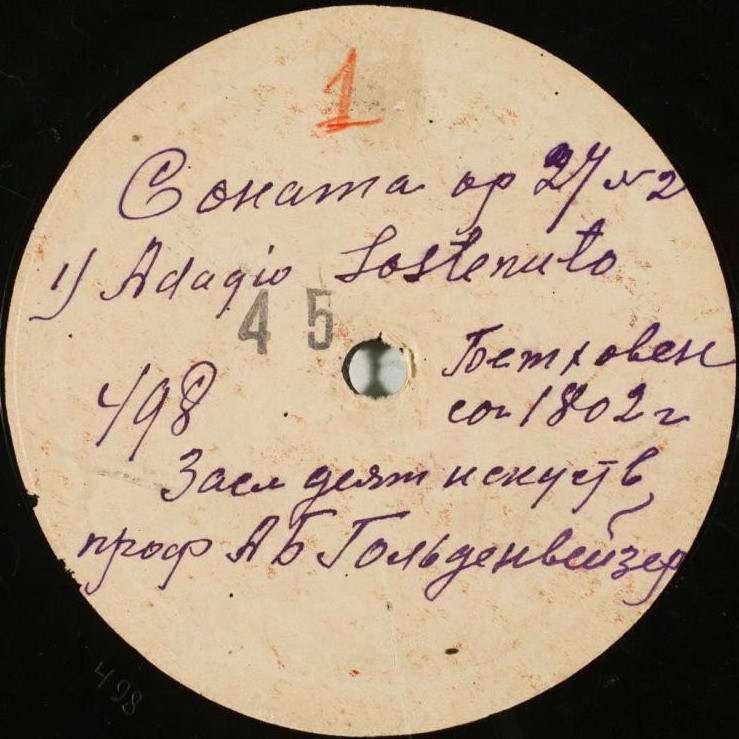 1
Соната ор 27 № 2
1) Adagio Sostenuto
4 5
Бетховен
498
соч 1802 г
Засл деят искуств
проф А Б Гольденвейзер
498